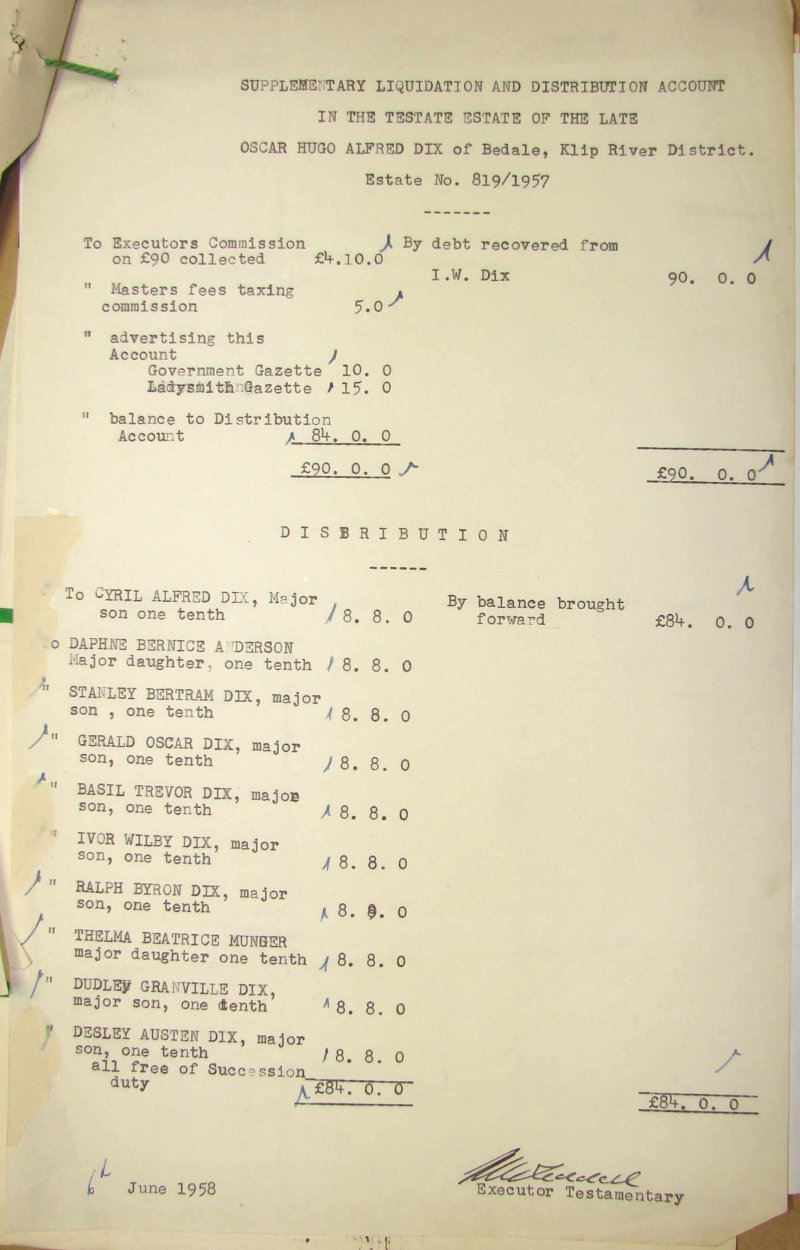 SUPPLEMENTARY LIQUIDATION AND DISTRIBUTION ACCOUNT
IN THE TESTATE ESTATE OF THE LATE
OSCAR HUGO ALFRED DIX of Bedale, Klip River District.
Estate No. 819/1957
-------
To Executors Commission
on £90 collected £4.10.0
" Masters fees taxing
commission 5.0
" advertising this
Account
Government Gazette 10. 0
Ladysmith Gazette 15. 0
" balance to Distribution
Account 84. 0. 0
£90. 0. 0
By debt recovered from
I.W. Dix 90. 0. 0
£90. 0. 0
D I S B R I B U T I O N
------
To CYRIL ALFRED DIX, Major
son one tenth 8. 8. 0
o DAPHNE BERNICE ANDERSON
Major daughter, one tenth 8. 8. 0
" STANLEY BERTRAM DIX, major
son , one tenth 8. 8. 0
" GERALD OSCAR DIX, major
son, one tenth 8. 8. 0
" BASIL TREVOR DIX, major
son, one tenth 8. 8. 0
" IVOR WILBY DIX, major
son, one tenth 8. 8. 0
" RALPH BYRON DIX, major
son, one tenth 8. 8. 0
" THELMA BEATRICE MUNGER
major daughter one tenth 8. 8. 0
" DUDLEY GRANVILLE DIX,
major son, one tenth 8. 8. 0
" DESLEY AUSTEN DIX, major
son, one tenth 8. 8. 0
all free of Succession
duty £84. 0. 0
By balance brought
forward £84. 0. 0
£84. 0. 0
6th June 1958
Executor Testamentary